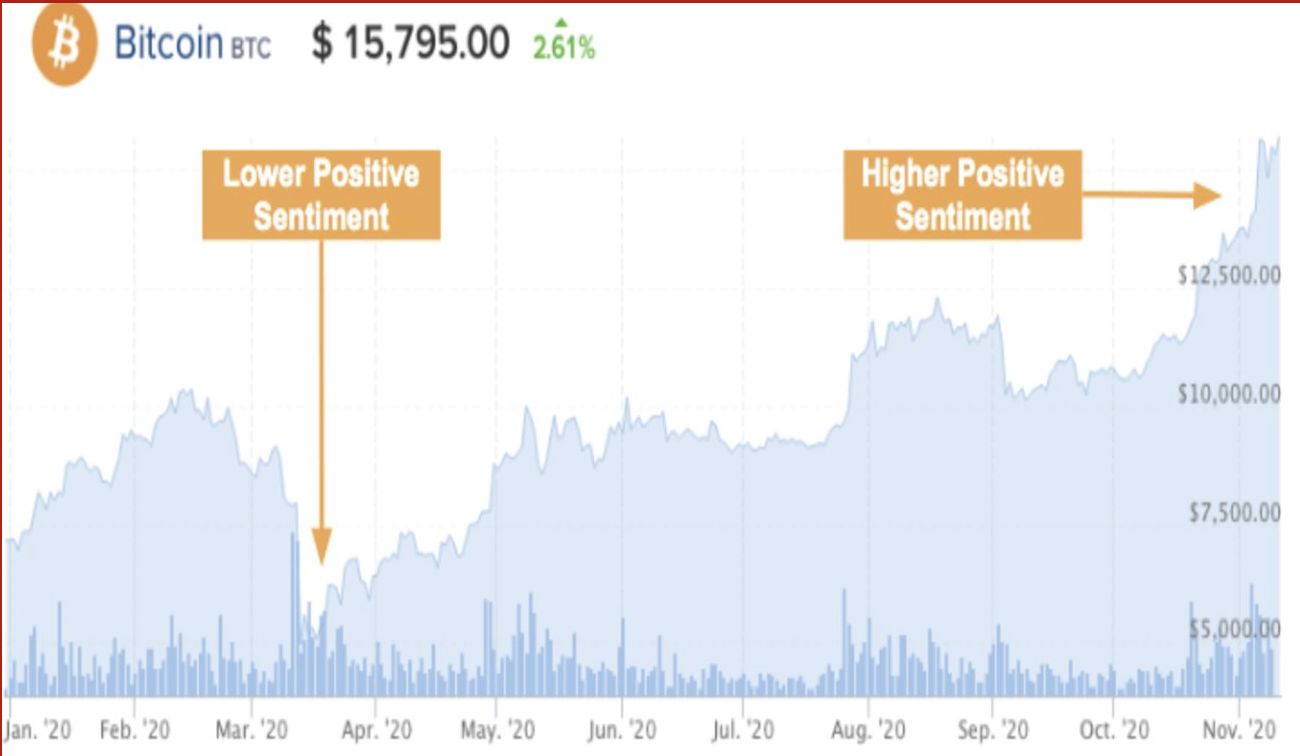 Bitcoin BTC $ 15,795.00 2.61%
Lower Positive
Sentiment
Higher Positive
Sentiment
$12,500.00
$10,000.00
$7,500.00
$5,000.00
Jan. '20 Feb. '20 Mar. '20 Apr. '20 May. '20 Jun. '20 Jul. '20 Aug. '20 Sep. '20 Oct. '20 Nov. '20